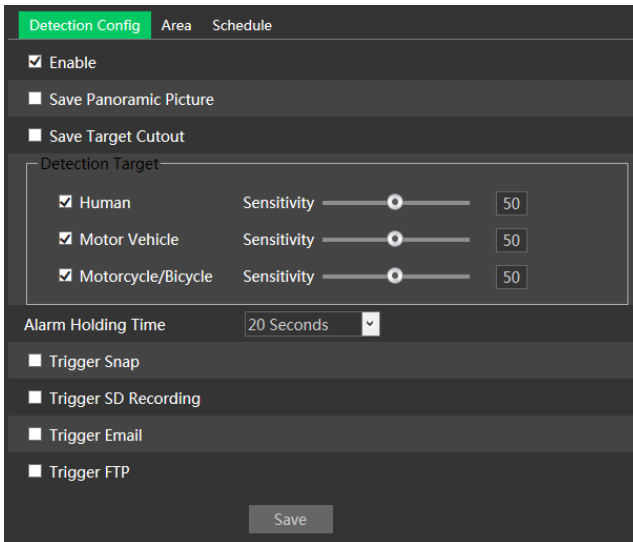 Detection Config Area Schedule
Enable
Save Panoramic Picture
Save Target Cutout
Detection Target
Human Sensitivity 50
Motor Vehicle Sensitivity 50
Motorcycle/Bicycle Sensitivity 50
Alarm Holding Time 20 Seconds
Trigger Snap
Trigger SD Recording
Trigger Email
Trigger FTP
Save